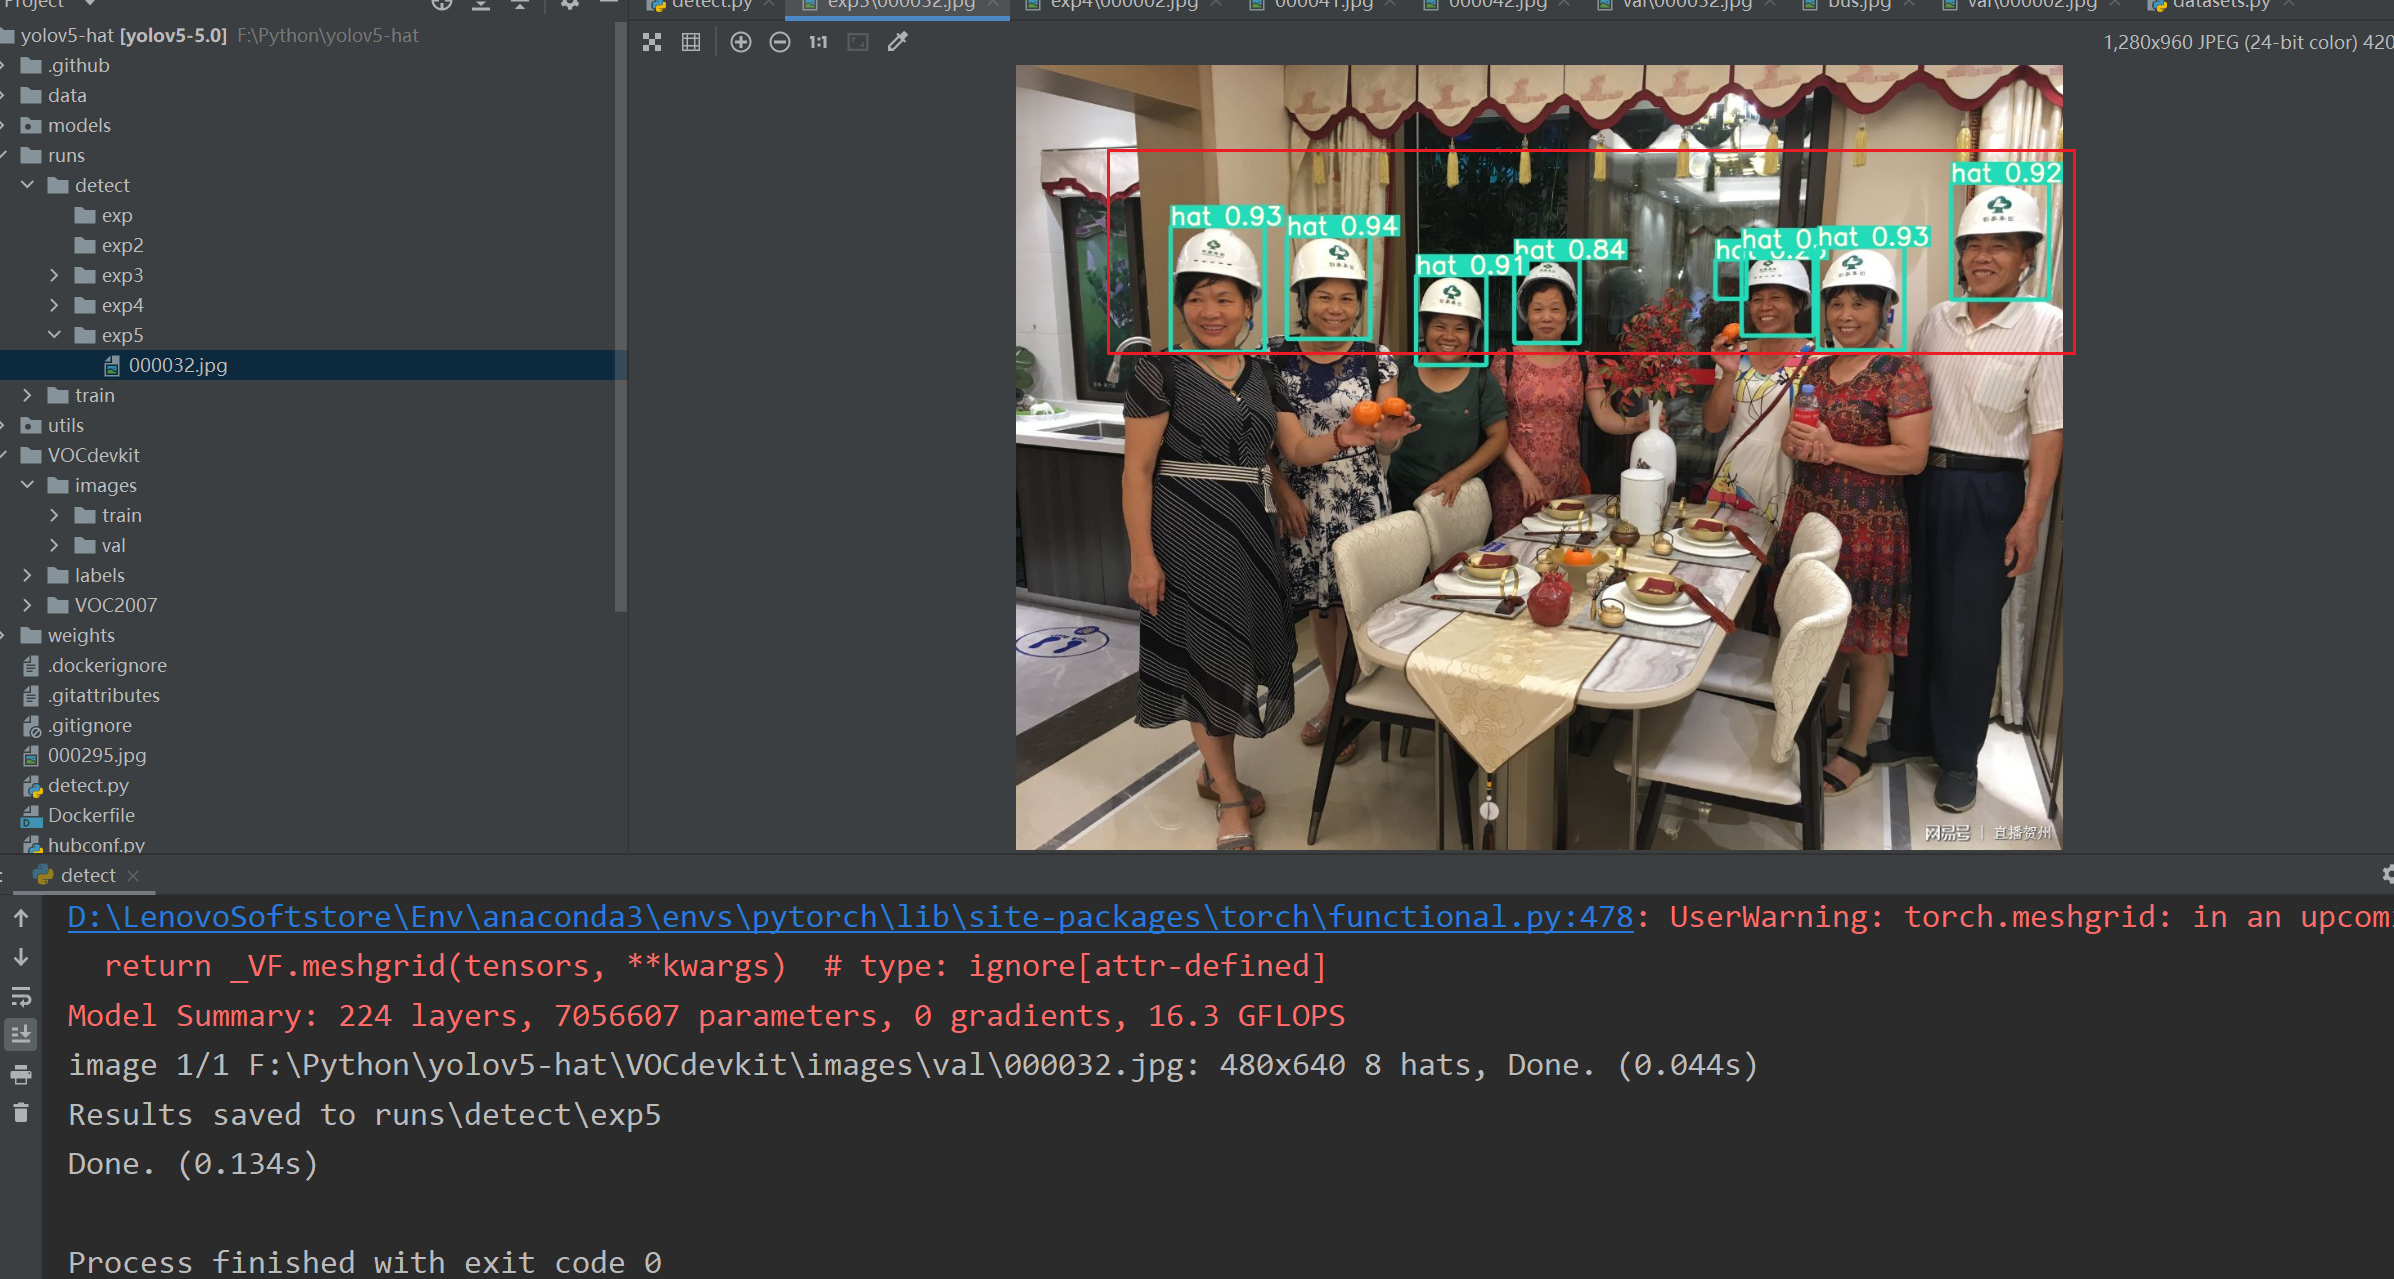 Project
detect.py
exp5\000032.jpg
exp4\000002.jpg
000041.jpg
000042.jpg
val\000032.jpg
bus.jpg
val\000002.jpg
datasets.py
yolov5-hat [yolov5-5.0] F:\Python\yolov5-hat
1:1
1,280x960 JPEG (24-bit color) 420
.github
data
models
runs
detect
exp
exp2
exp3
exp4
exp5
000032.jpg
train
utils
VOCdevkit
images
train
val
labels
VOC2007
weights
.dockerignore
.gitattributes
.gitignore
000295.jpg
detect.py
Dockerfile
hubconf.py
hat 0.92
hat 0.93
hat 0.94
hat 0.91
hat 0.84
hat 0.
hat 0.93
网易号 | 直播贺州
detect
D:\LenovoSoftstore\Env\anaconda3\envs\pytorch\lib\site-packages\torch\functional.py:478: UserWarning: torch.meshgrid: in an upcomi
return _VF.meshgrid(tensors, **kwargs)  # type: ignore[attr-defined]
Model Summary: 224 layers, 7056607 parameters, 0 gradients, 16.3 GFLOPS
image 1/1 F:\Python\yolov5-hat\VOCdevkit\images\val\000032.jpg: 480x640 8 hats, Done. (0.044s)
Results saved to runs\detect\exp5
Done. (0.134s)
Process finished with exit code 0